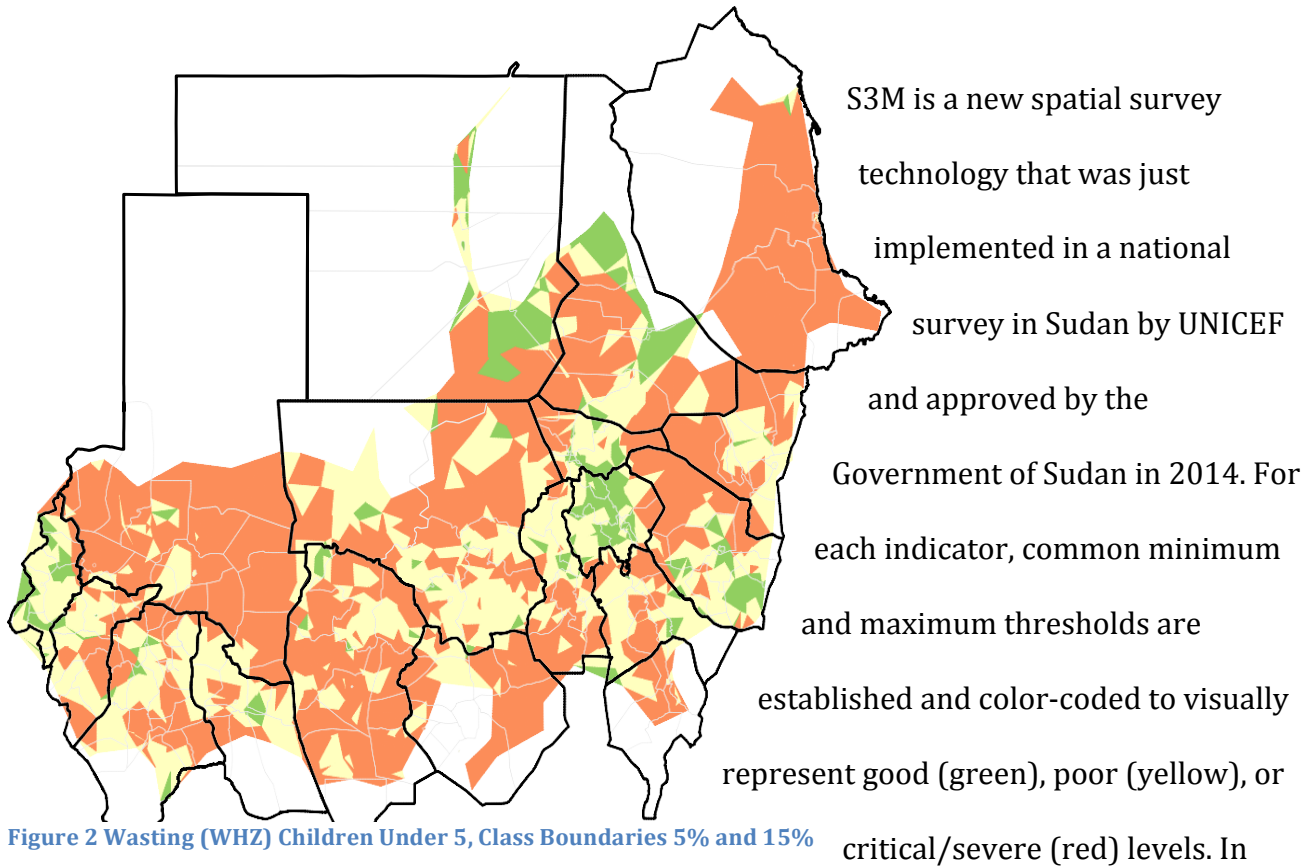 S3M is a new spatial survey
technology that was just
implemented in a national
survey in Sudan by UNICEF
and approved by the
Government of Sudan in 2014. For
each indicator, common minimum
and maximum thresholds are
established and color-coded to visually
represent good (green), poor (yellow), or
critical/severe (red) levels. In
Figure 2 Wasting (WHZ) Children Under 5, Class Boundaries 5% and 15%